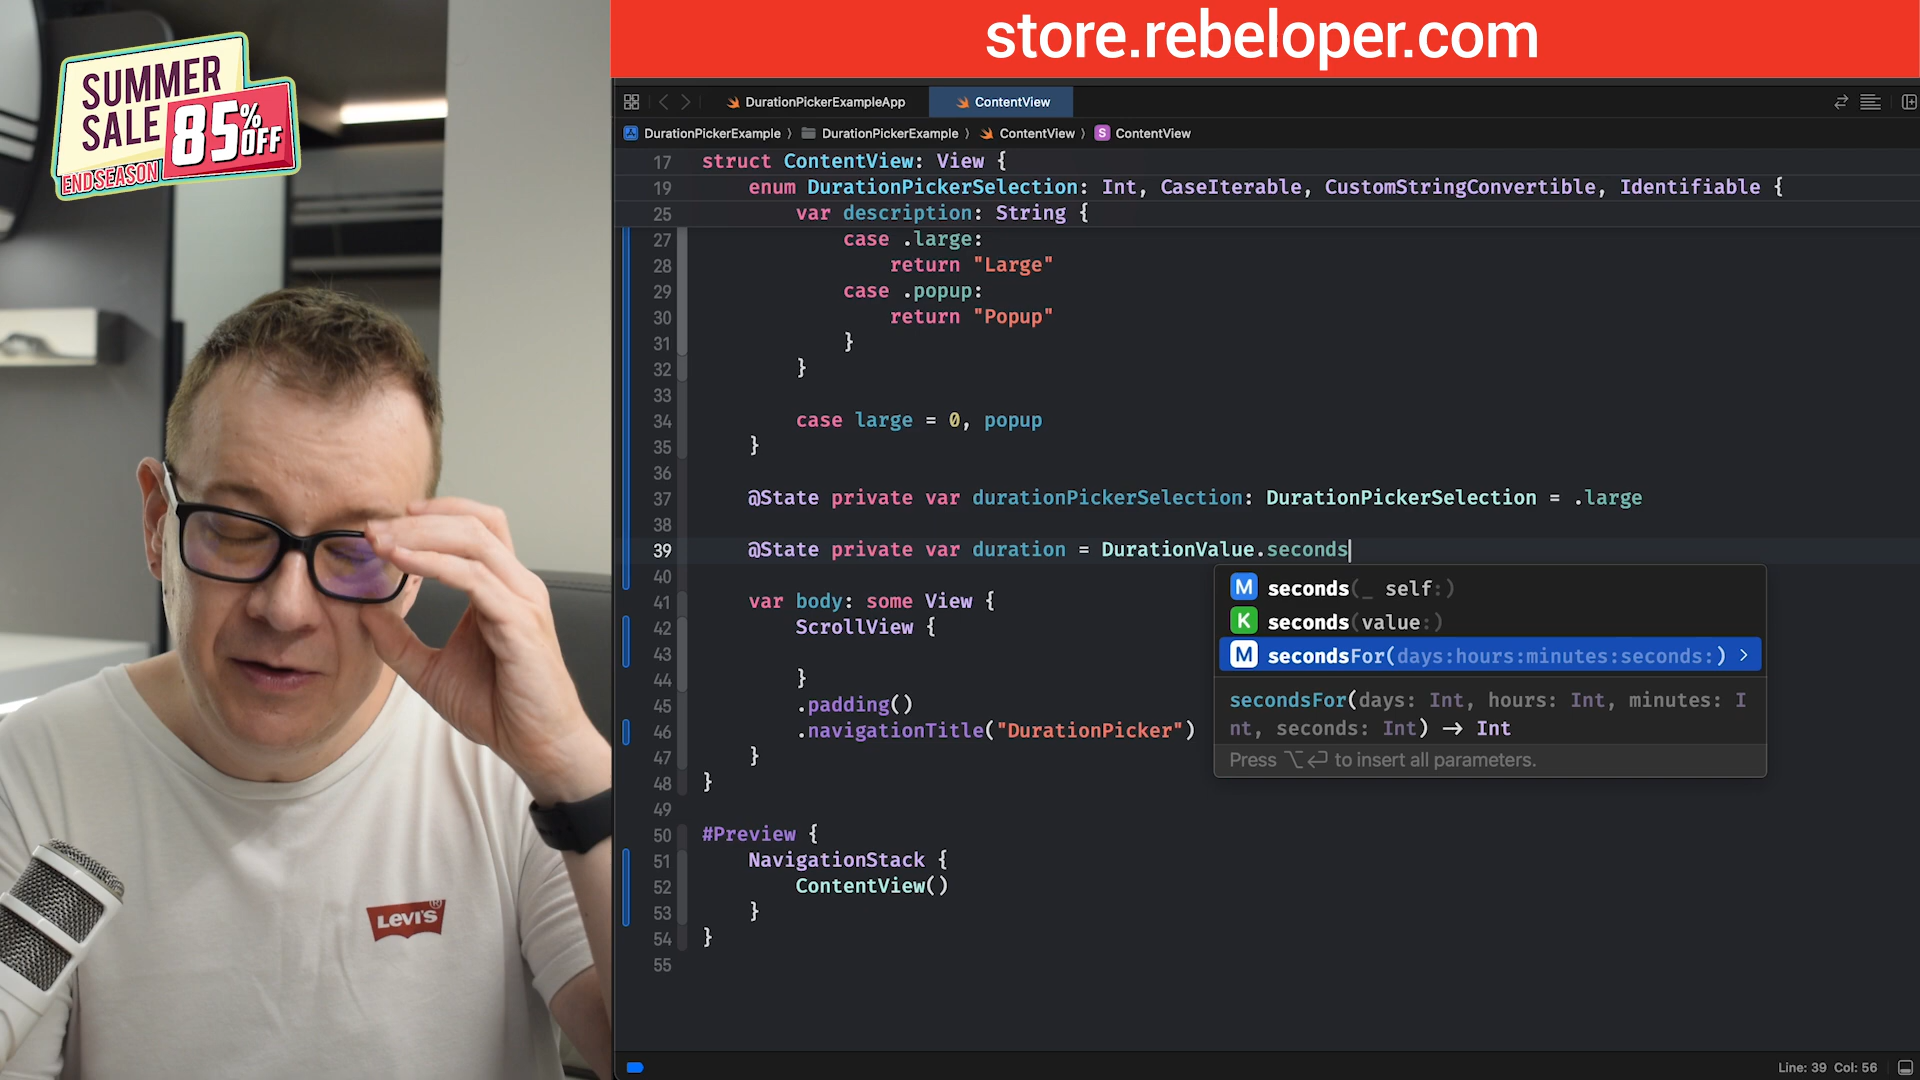 SUMMER
SALE 85% OFF
END SEASON
store.rebeloper.com
DurationPickerExampleApp
ContentView
DurationPickerExample 〉 DurationPickerExample 〉 ContentView 〉 S ContentView
17 struct ContentView: View {
19 enum DurationPickerSelection: Int, CaseIterable, CustomStringConvertible, Identifiable {
25 var description: String {
27 case .large:
28 return "Large"
29 case .popup:
30 return "Popup"
31 }
32 }
33
34 case large = 0, popup
35 }
36
37 @State private var durationPickerSelection: DurationPickerSelection = .large
38
39 @State private var duration = DurationValue.seconds
40
41 var body: some View {
42 ScrollView {
43
44 }
45 .padding()
46 .navigationTitle("DurationPicker")
47 }
48 }
49
50 #Preview {
51 NavigationStack {
52 ContentView()
53 }
54 }
55
M seconds(_ self:)
K seconds(value:)
M secondsFor(days:hours:minutes:seconds:)
secondsFor(days: Int, hours: Int, minutes: I
nt, seconds: Int) → Int
Press ⌥↩ to insert all parameters.
Levi's®
Line: 39 Col: 56